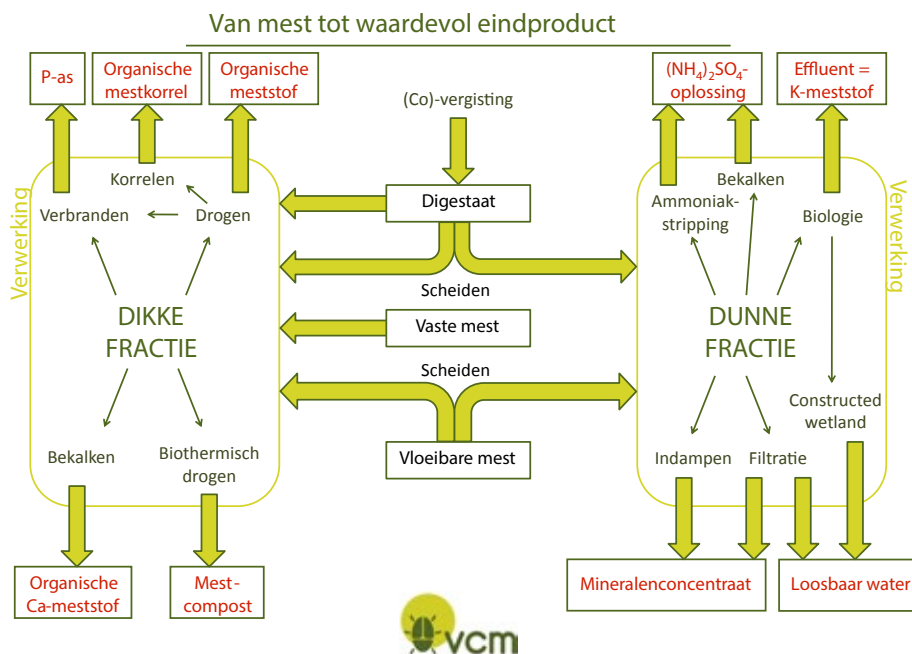 Van mest tot waardevol eindproduct
P-as
Organische
mestkorrel
Organische
meststof
(NH₄)₂SO₄-
oplossing
Effluent =
K-meststof
(Co)-vergisting
Verwerking
Korrelen
Verbranden
Drogen
DIKKE
FRACTIE
Bekalken
Biothermisch
drogen
Organische
Ca-meststof
Mest-
compost
Digestaat
Scheiden
Vaste mest
Scheiden
Vloeibare mest
Verwerking
Bekalken
Ammoniak-
stripping
Biologie
DUNNE
FRACTIE
Constructed
wetland
Indampen
Filtratie
Mineralenconcentraat
Loosbaar water
vcm